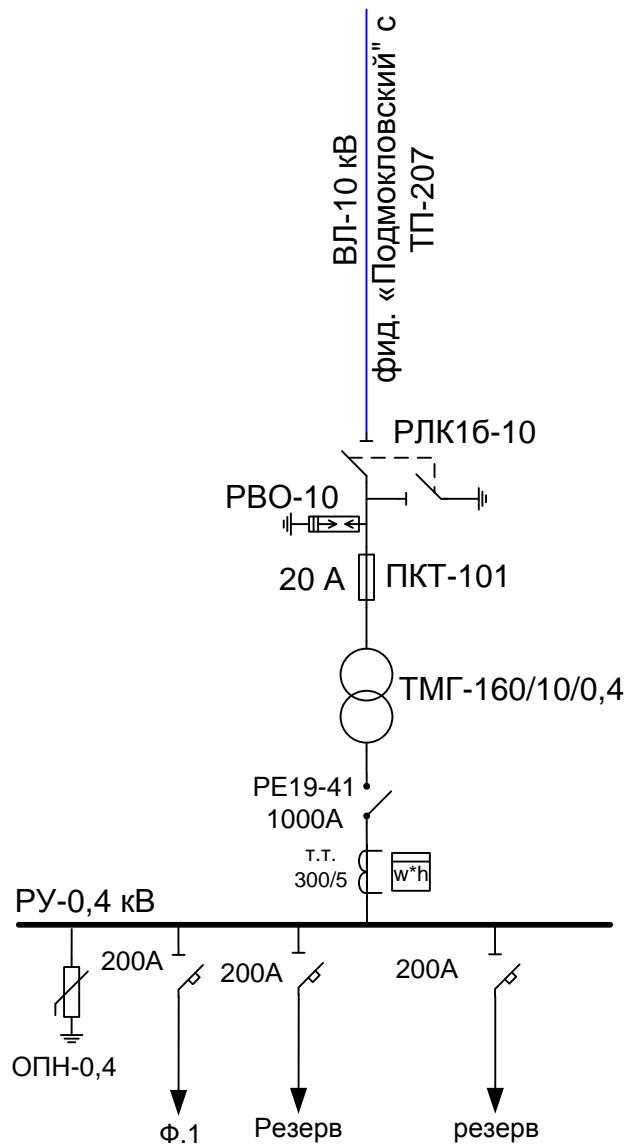 ВЛ-10 кВ
фид. «Подмокловский" с
ТП-207
РЛК1б-10
РВО-10
20 А
ПКТ-101
ТМГ-160/10/0,4
РЕ19-41
1000А
т.т.
300/5
w*h
РУ-0,4 кВ
200А
200А
200А
ОПН-0,4
Ф.1
Резерв
резерв